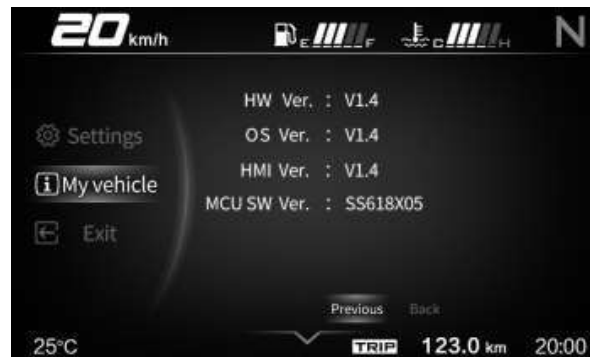 20 km/h E F C H N
HW Ver. : V1.4
Settings OS Ver. : V1.4
My vehicle HMI Ver. : V1.4
MCU SW Ver. : SS618X05
Exit
Previous Back
25°C TRIP 123.0 km 20:00